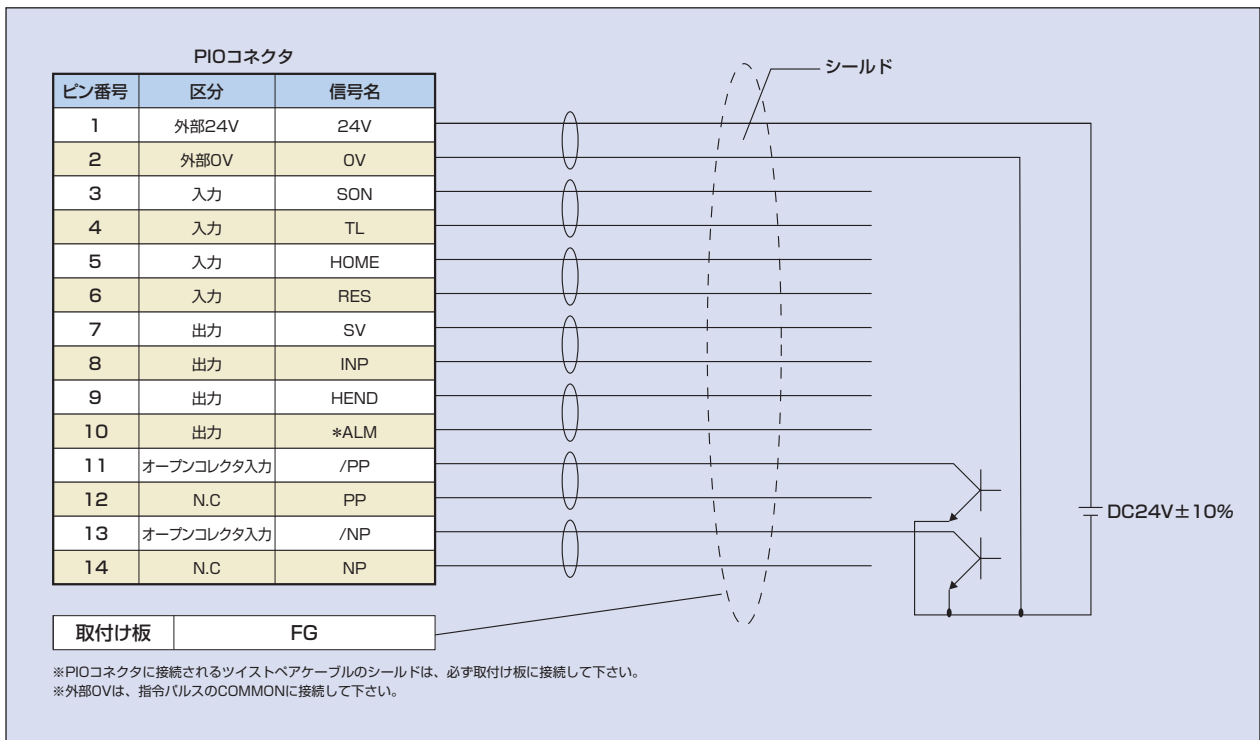 PIOコネクタ
シールド
ピン番号 区分 信号名
1 外部24V 24V
2 外部0V 0V
3 入力 SON
4 入力 TL
5 入力 HOME
6 入力 RES
7 出力 SV
8 出力 INP
9 出力 HEND
10 出力 *ALM
11 オープンコレクタ入力 /PP
12 N.C PP
13 オープンコレクタ入力 /NP
14 N.C NP
DC24V±10%
取付け板 FG
※PIOコネクタに接続されるツイストペアケーブルのシールドは、必ず取付け板に接続して下さい。
※外部0Vは、指令パルスのCOMMONに接続して下さい。